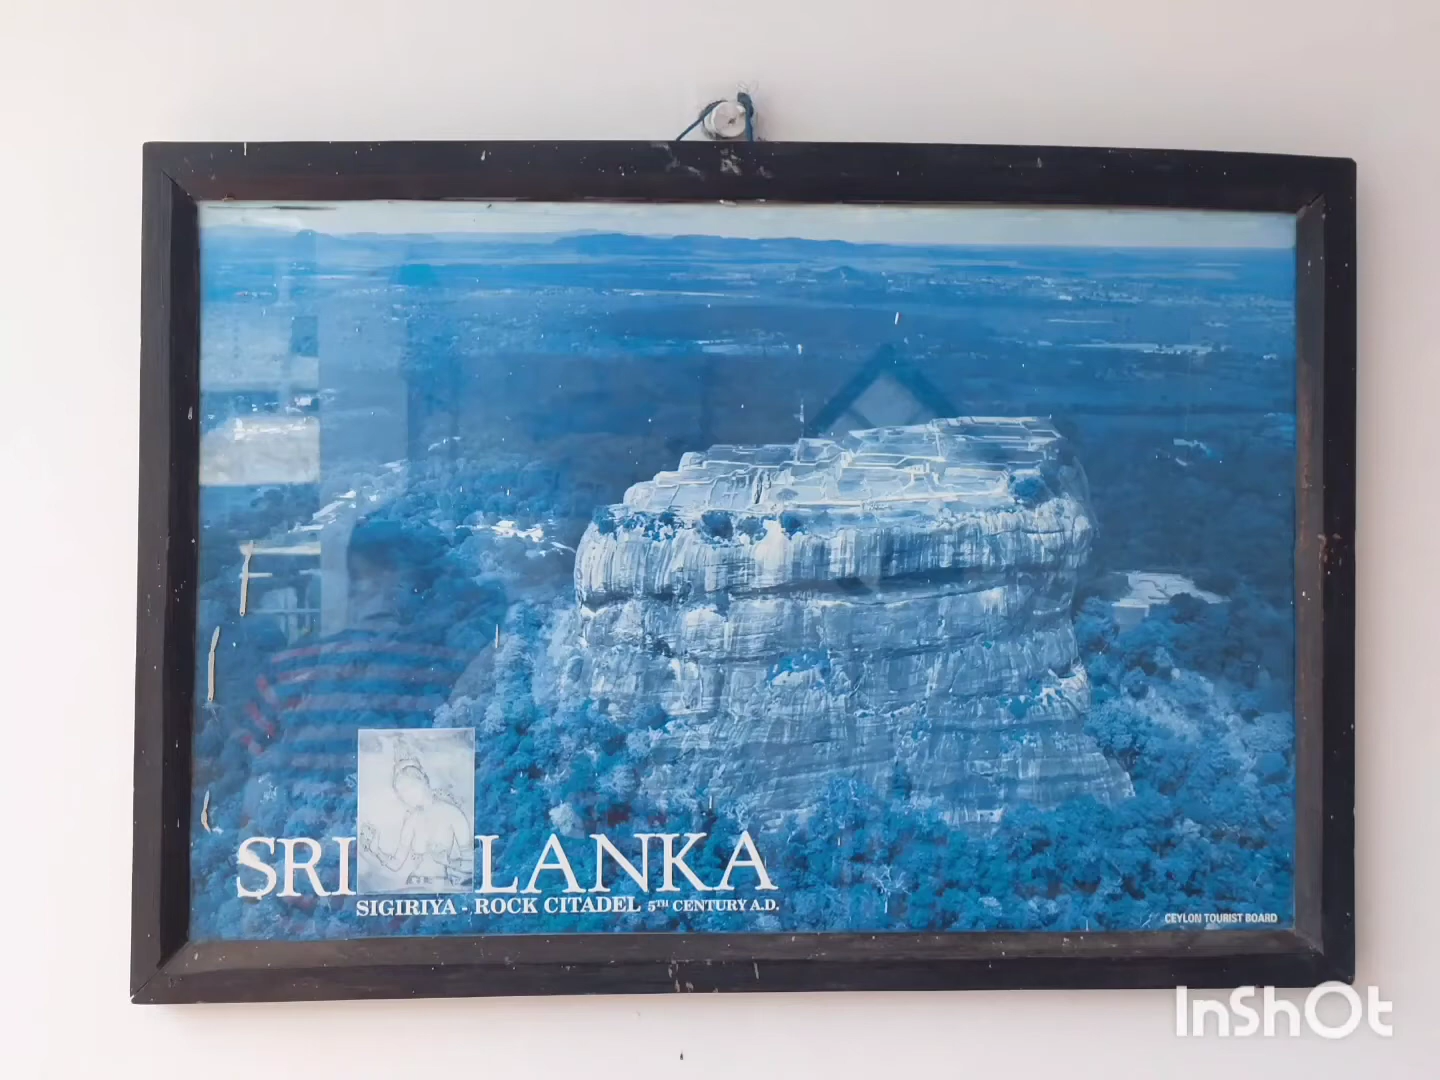 SRI LANKA
SIGIRIYA - ROCK CITADEL 5TH CENTURY A.D.
CEYLON TOURIST BOARD
InShOt